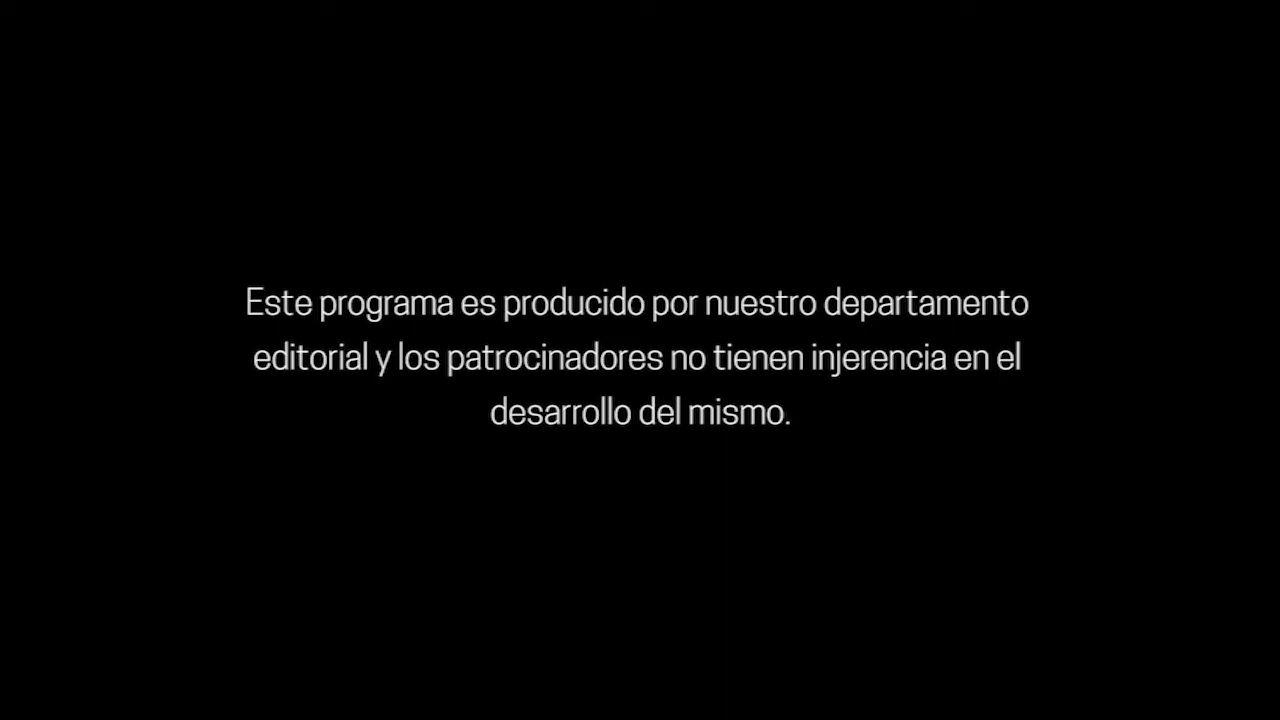 Este programa es producido por nuestro departamento
editorial y los patrocinadores no tienen injerencia en el
desarrollo del mismo.